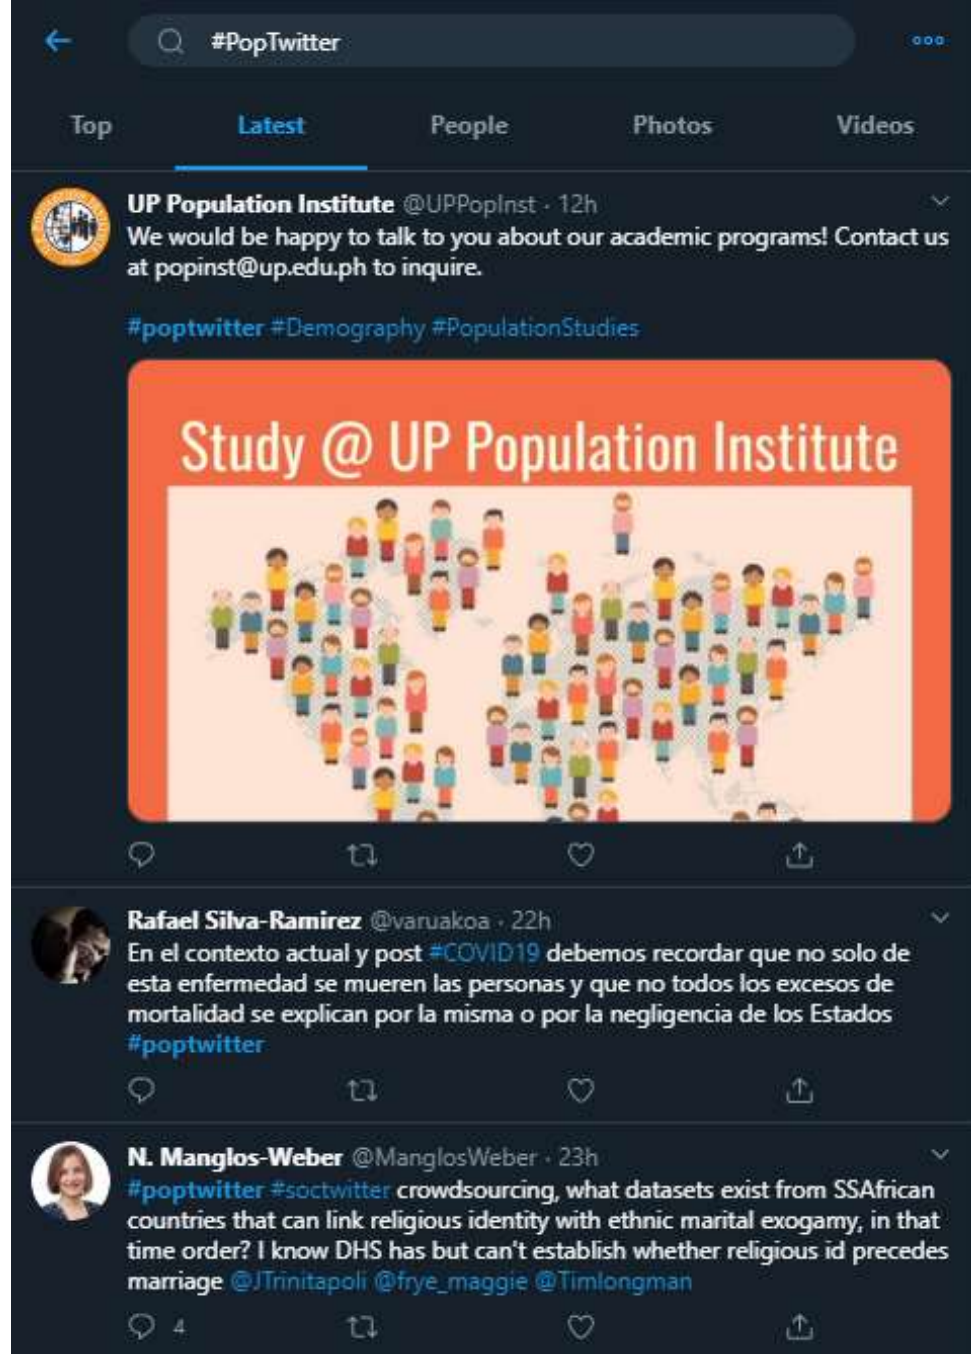 #PopTwitter
Top Latest People Photos Videos
UP Population Institute @UPPopInst · 12h
We would be happy to talk to you about our academic programs! Contact us
at popinst@up.edu.ph to inquire.
#poptwitter #Demography #PopulationStudies
Study @ UP Population Institute
Rafael Silva-Ramirez @varuakoa · 22h
En el contexto actual y post #COVID19 debemos recordar que no solo de
esta enfermedad se mueren las personas y que no todos los excesos de
mortalidad se explican por la misma o por la negligencia de los Estados
#poptwitter
N. Manglos-Weber @ManglosWeber · 23h
#poptwitter #soctwitter crowdsourcing, what datasets exist from SSAfrican
countries that can link religious identity with ethnic marital exogamy, in that
time order? I know DHS has but can't establish whether religious id precedes
marriage @JTrinitapoli @frye_maggie @Timlongman
4